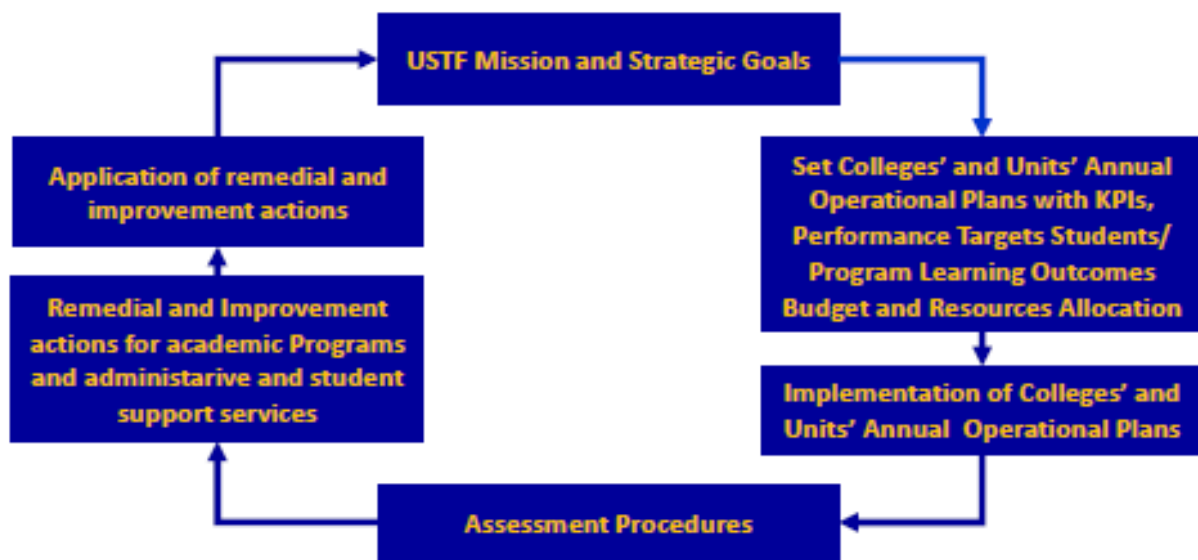 USTF Mission and Strategic Goals
Set Colleges’ and Units’ Annual
Operational Plans with KPIs,
Performance Targets Students/
Program Learning Outcomes
Budget and Resources Allocation
Implementation of Colleges’ and
Units’ Annual Operational Plans
Assessment Procedures
Remedial and Improvement
actions for academic Programs
and administarive and student
support services
Application of remedial and
improvement actions